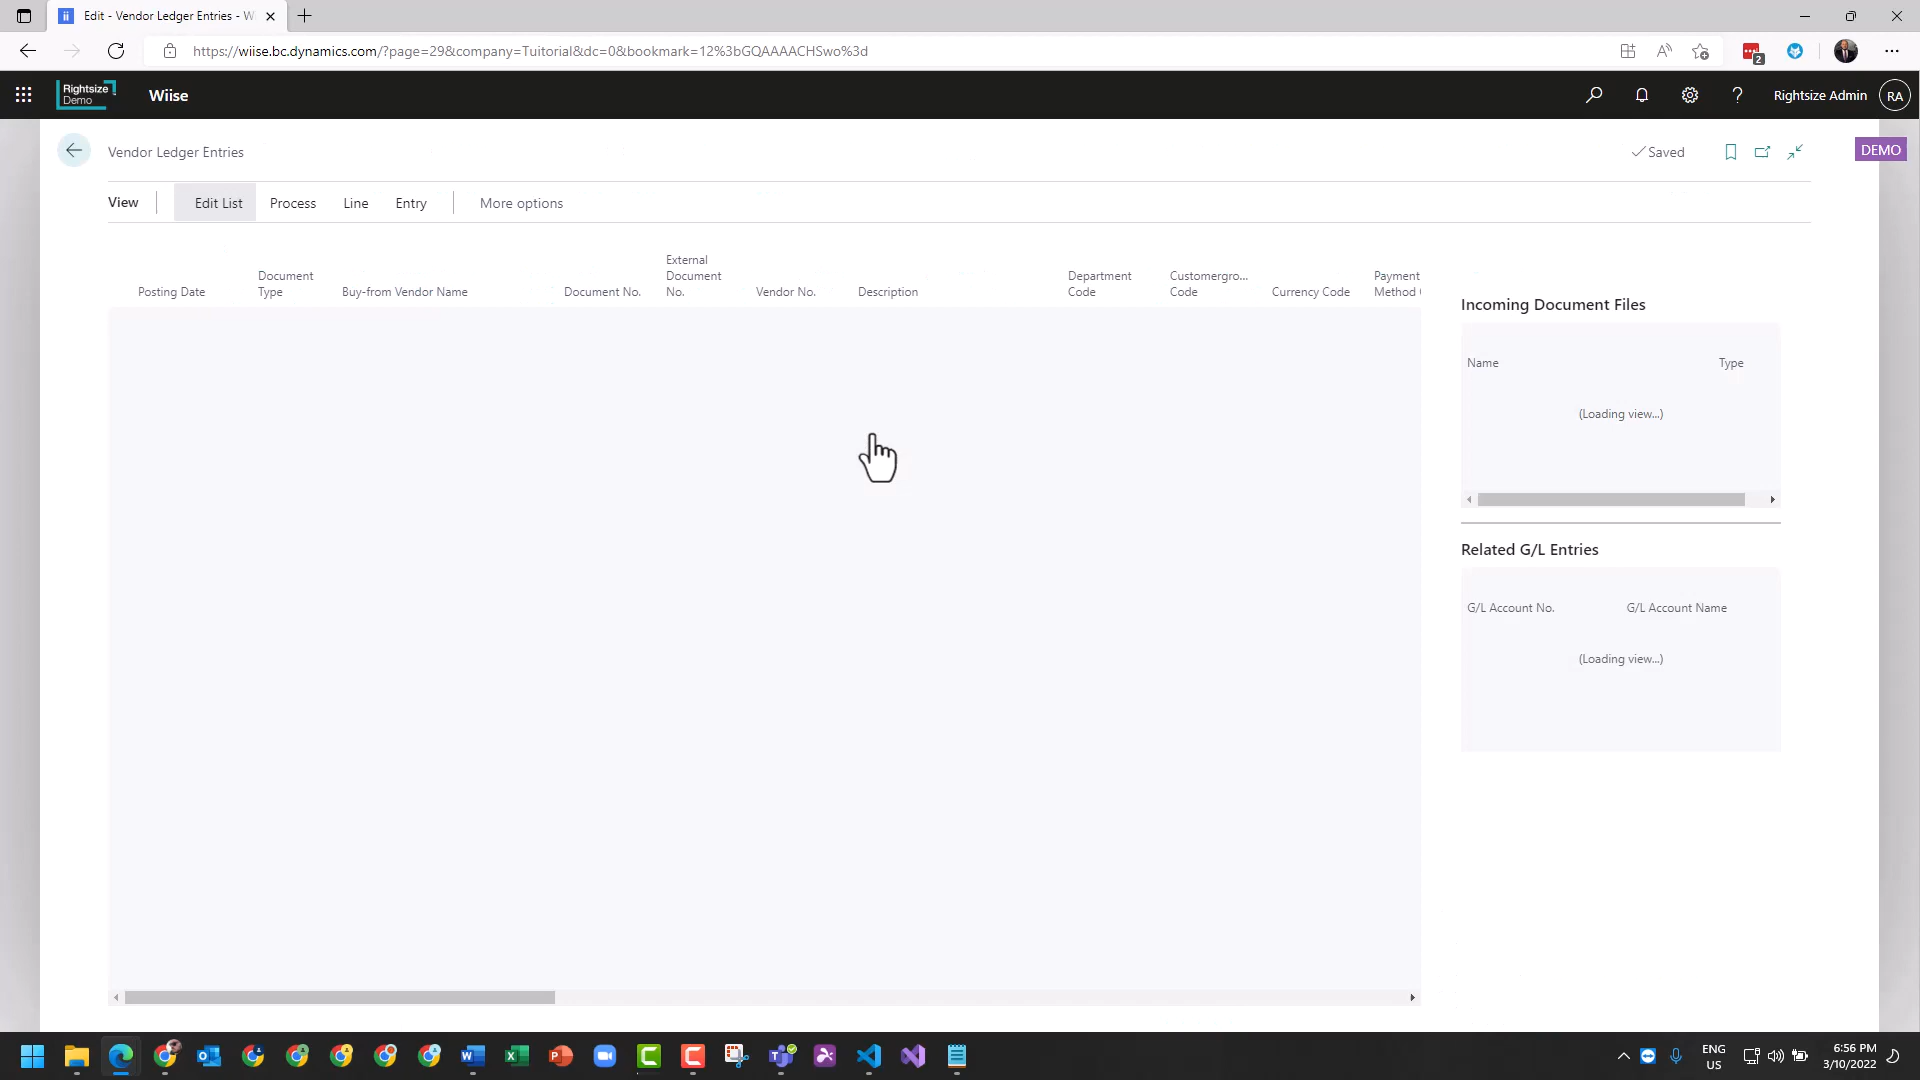 Edit - Vendor Ledger Entries - W
https://wiise.bc.dynamics.com/?page=29&company=Tuitorial&dc=0&bookmark=12%3bGQAAAACHSwo%3d
2
Rightsize
Demo
Wiise
Rightsize Admin
RA
Vendor Ledger Entries
Saved
DEMO
View
Edit List
Process
Line
Entry
More options
Posting Date
Document
Type
Buy-from Vendor Name
Document No.
External
Document
No.
Vendor No.
Description
Department
Code
Customergro...
Code
Currency Code
Payment
Method
Incoming Document Files
Name
Type
(Loading view...)
Related G/L Entries
G/L Account No.
G/L Account Name
(Loading view...)
ENG
US
6:56 PM
3/10/2022